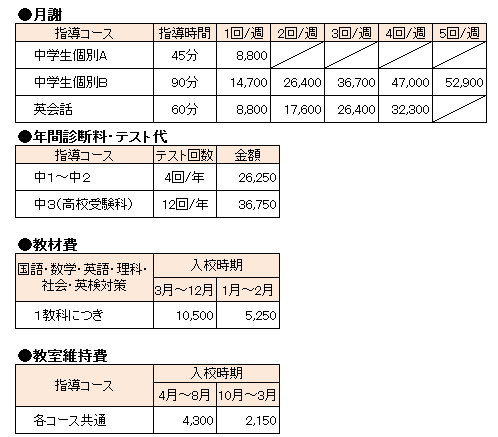 ●月謝
指導コース 指導時間 1回/週 2回/週 3回/週 4回/週 5回/週
中学生個別A 45分 8,800
中学生個別B 90分 14,700 26,400 36,700 47,000 52,900
英会話 60分 8,800 17,600 26,400 32,300
●年間診断料・テスト代
指導コース テスト回数 金額
中1～中2 4回/年 26,250
中3(高校受験科) 12回/年 36,750
●教材費
国語・数学・英語・理科・
社会・英検対策
入校時期
3月～12月 1月～2月
1教科につき 10,500 5,250
●教室維持費
指導コース
入校時期
4月～8月 10月～3月
各コース共通 4,300 2,150